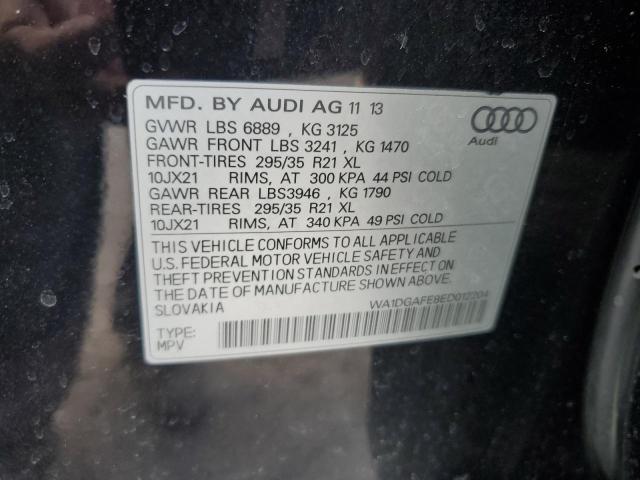 MFD. BY AUDI AG 11 13
GVWR LBS 6889 , KG 3125
GAWR FRONT LBS 3241 , KG 1470
FRONT-TIRES 295/35 R21 XL
10JX21 RIMS, AT 300 KPA 44 PSI COLD
GAWR REAR LBS3946 , KG 1790
REAR-TIRES 295/35 R21 XL
10JX21 RIMS, AT 340 KPA 49 PSI COLD
THIS VEHICLE CONFORMS TO ALL APPLICABLE
U.S. FEDERAL MOTOR VEHICLE SAFETY AND
THEFT PREVENTION STANDARDS IN EFFECT ON
THE DATE OF MANUFACTURE SHOWN ABOVE.
SLOVAKIA
WA1DGAFE8ED012204
TYPE:
MPV
Audi